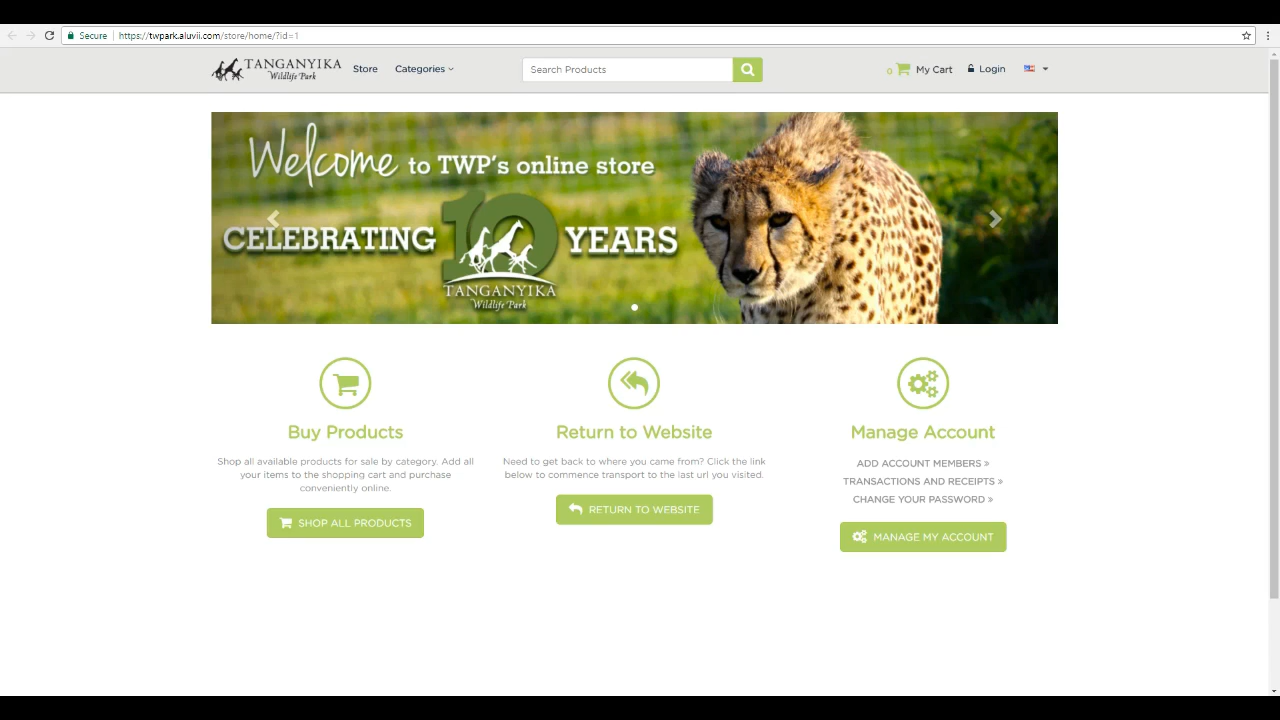 Secure https://twpark.aluvii.com/store/home/?id=1
TANGANYIKA
Wildlife Park
Store Categories Search Products 0 My Cart Login
Welcome to TWP's online store
CELEBRATING 10 YEARS
TANGANYIKA
Wildlife Park
Buy Products
Shop all available products for sale by category. Add all
your items to the shopping cart and purchase
conveniently online.
SHOP ALL PRODUCTS
Return to Website
Need to get back to where you came from? Click the link
below to commence transport to the last url you visited.
RETURN TO WEBSITE
Manage Account
ADD ACCOUNT MEMBERS »
TRANSACTIONS AND RECEIPTS »
CHANGE YOUR PASSWORD »
MANAGE MY ACCOUNT